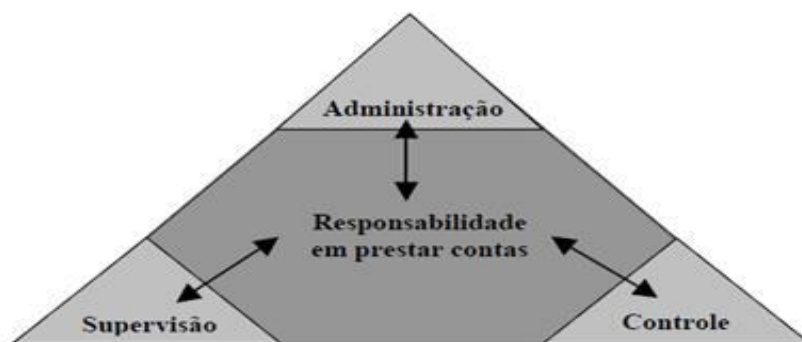 Administração
Responsabilidade
em prestar contas
Supervisão
Controle